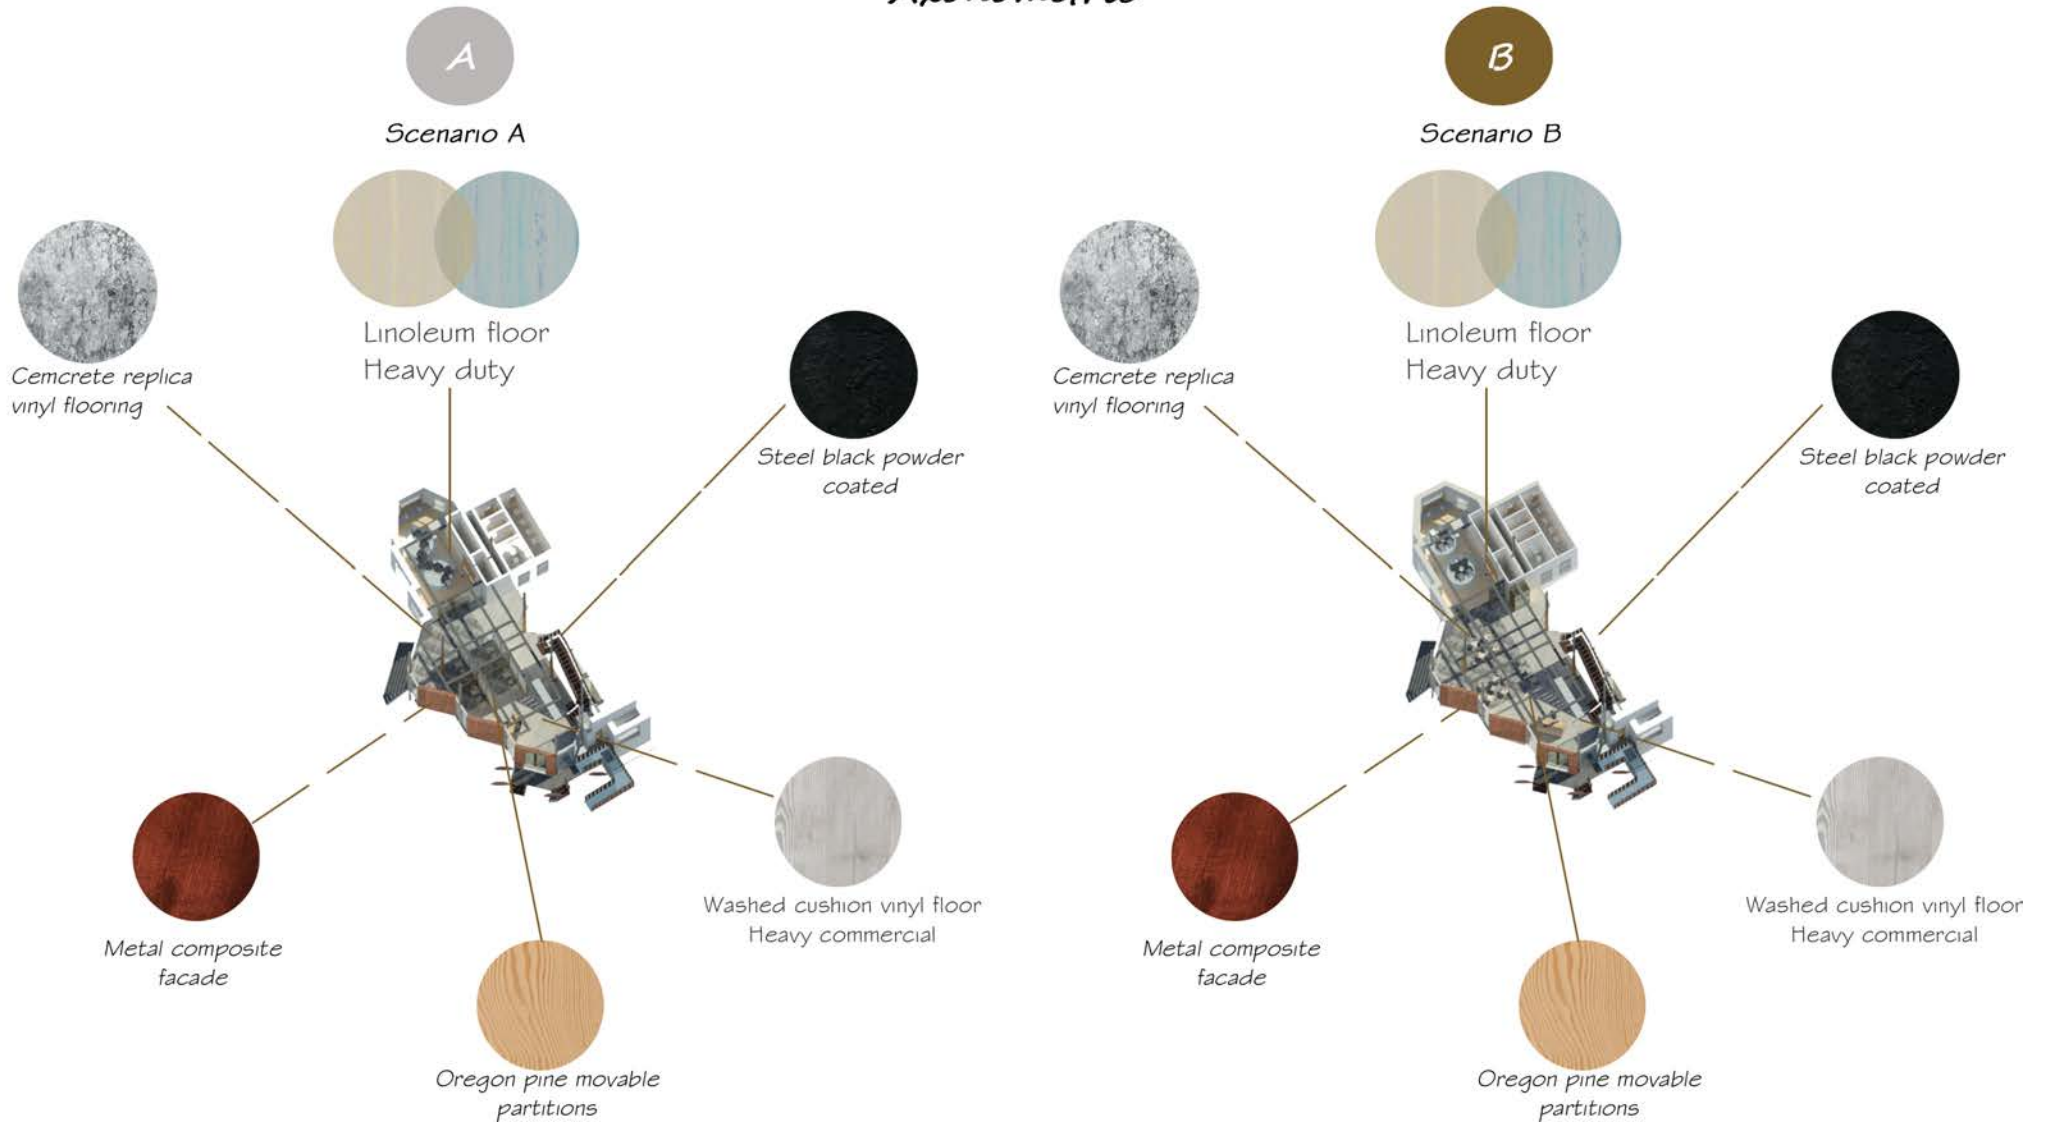 A
Scenario A
Cemcrete replica
vinyl flooring
Linoleum floor
Heavy duty
Steel black powder
coated
Metal composite
facade
Washed cushion vinyl floor
Heavy commercial
Oregon pine movable
partitions
B
Scenario B
Cemcrete replica
vinyl flooring
Linoleum floor
Heavy duty
Steel black powder
coated
Metal composite
facade
Washed cushion vinyl floor
Heavy commercial
Oregon pine movable
partitions